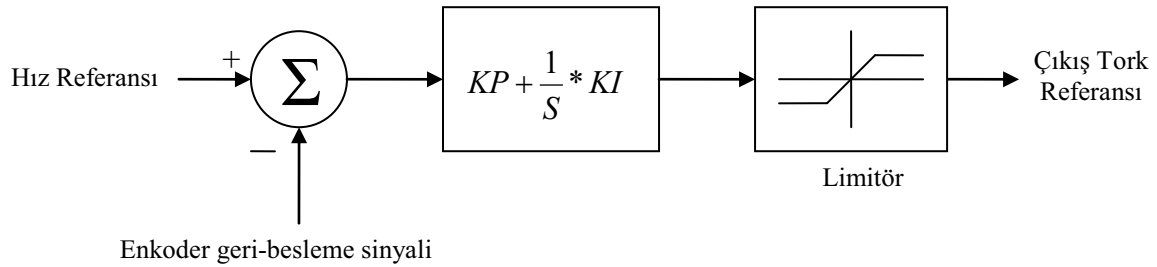 Hız Referansı
+
Σ
−
KP + 1/S * KI
Limitör
Çıkış Tork
Referansı
Enkoder geri-besleme sinyali